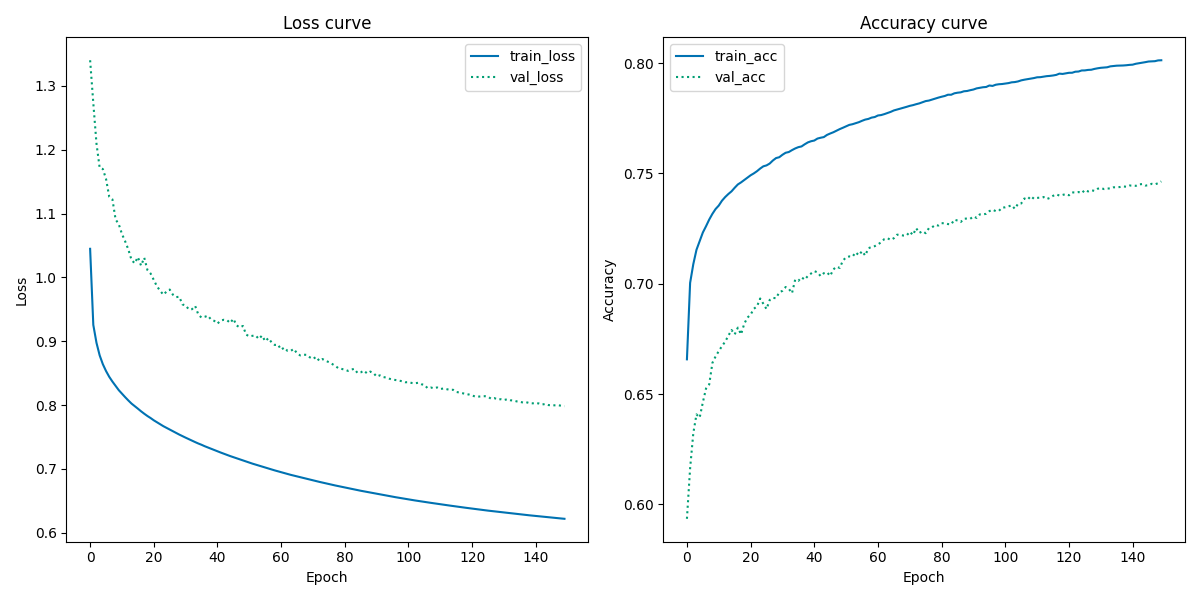 Loss curve
train_loss
val_loss
1.3
1.2
1.1
1.0
0.9
0.8
0.7
0.6
Loss
0 20 40 60 80 100 120 140
Epoch
Accuracy curve
train_acc
val_acc
0.80
0.75
0.70
0.65
0.60
Accuracy
0 20 40 60 80 100 120 140
Epoch